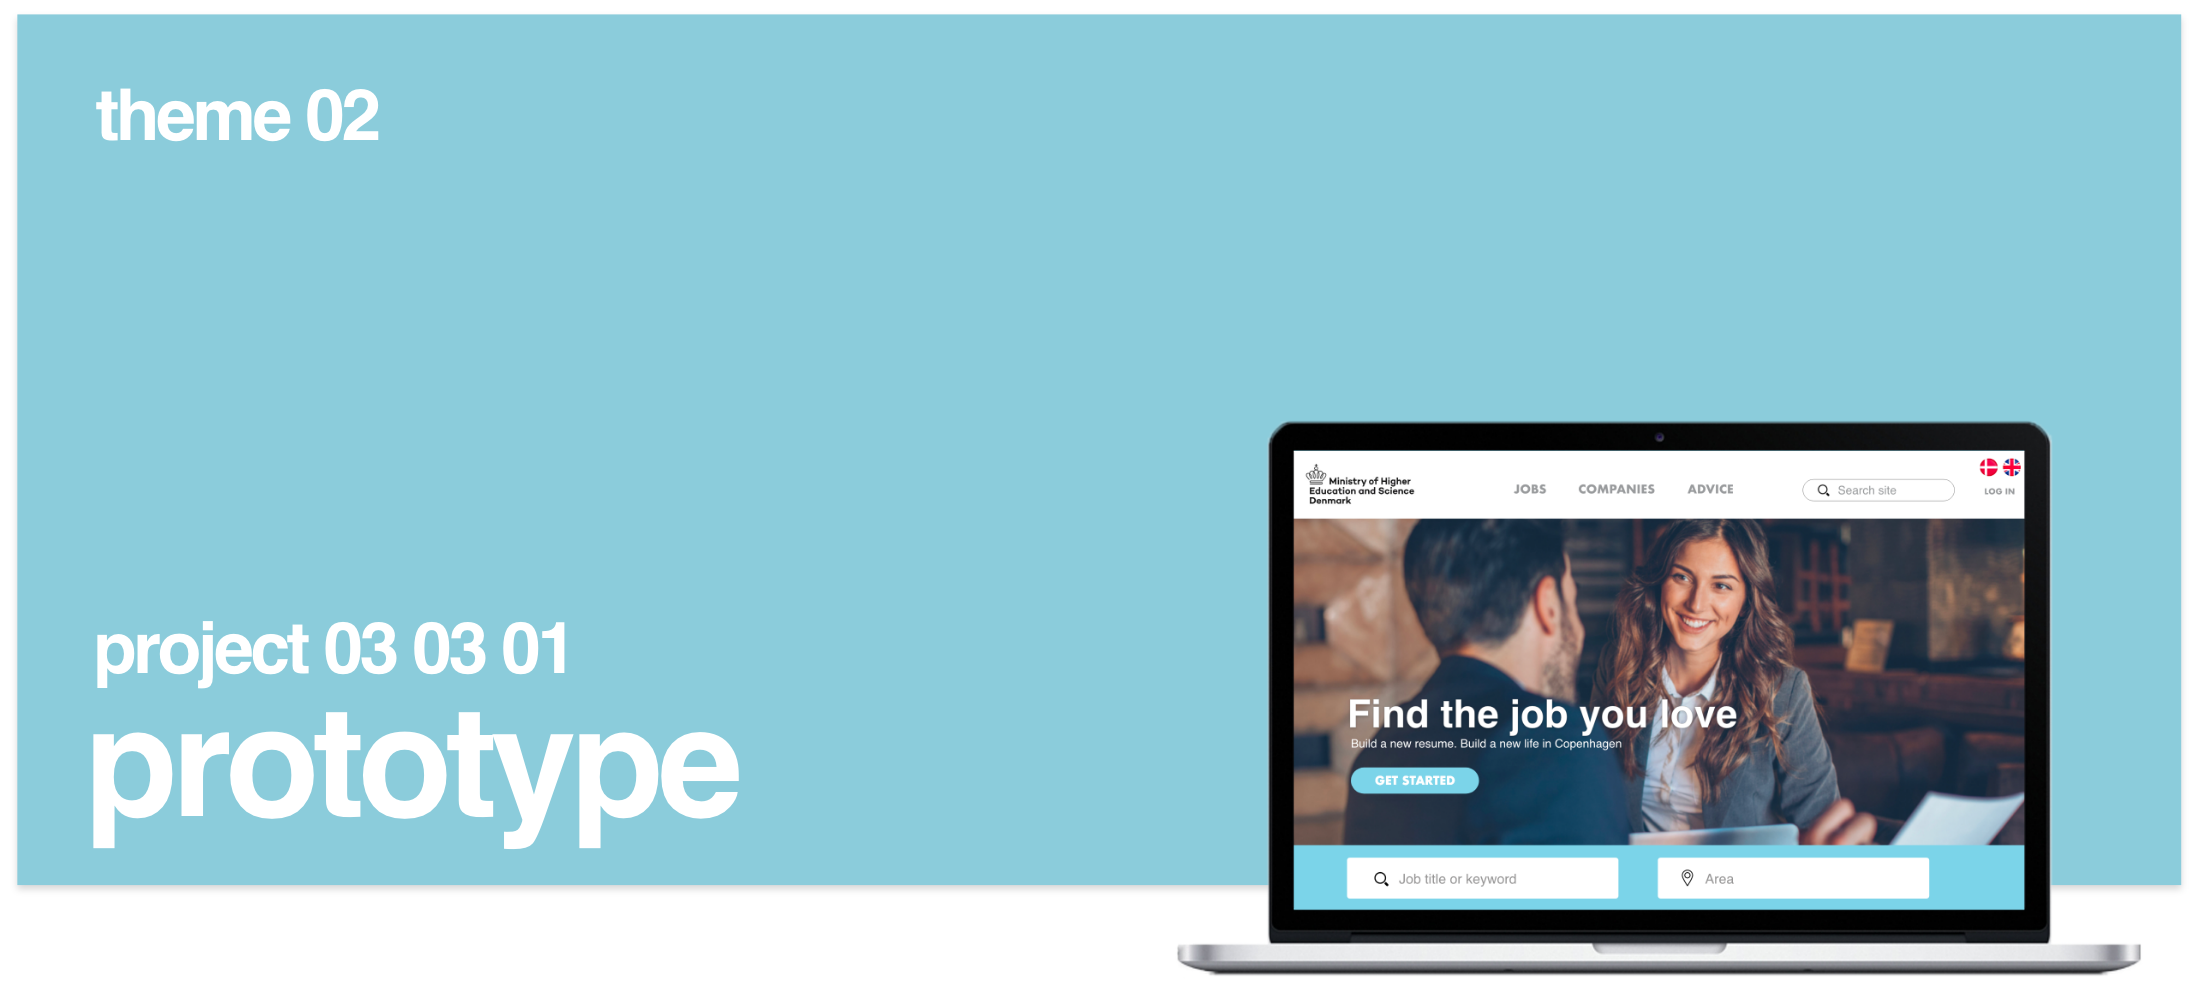 theme 02
project 03 03 01
prototype
Ministry of Higher
Education and Science
Denmark
JOBS COMPANIES ADVICE
Search site
LOG IN
Find the job you love
Build a new resume. Build a new life in Copenhagen
GET STARTED
Job title or keyword
Area